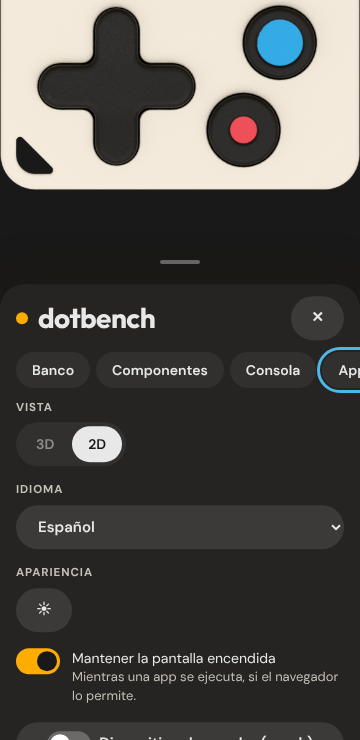 dotbench
Banco Componentes Consola
VISTA
3D 2D
IDIOMA
Español
APARIENCIA
Mantener la pantalla encendida
Mientras una app se ejecuta, si el navegador
lo permite.